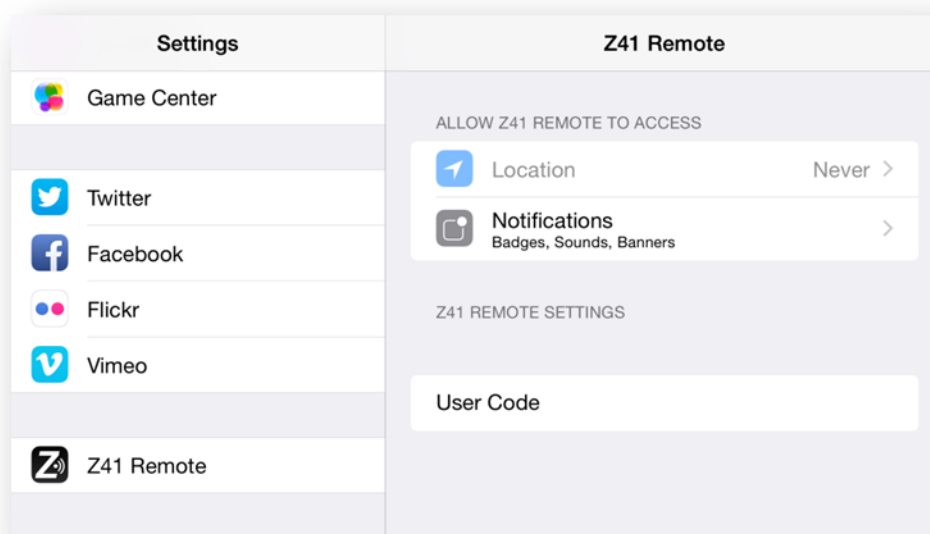 Settings
Game Center
Twitter
Facebook
Flickr
Vimeo
Z41 Remote
Z41 Remote
ALLOW Z41 REMOTE TO ACCESS
Location Never
Notifications
Badges, Sounds, Banners
Z41 REMOTE SETTINGS
User Code